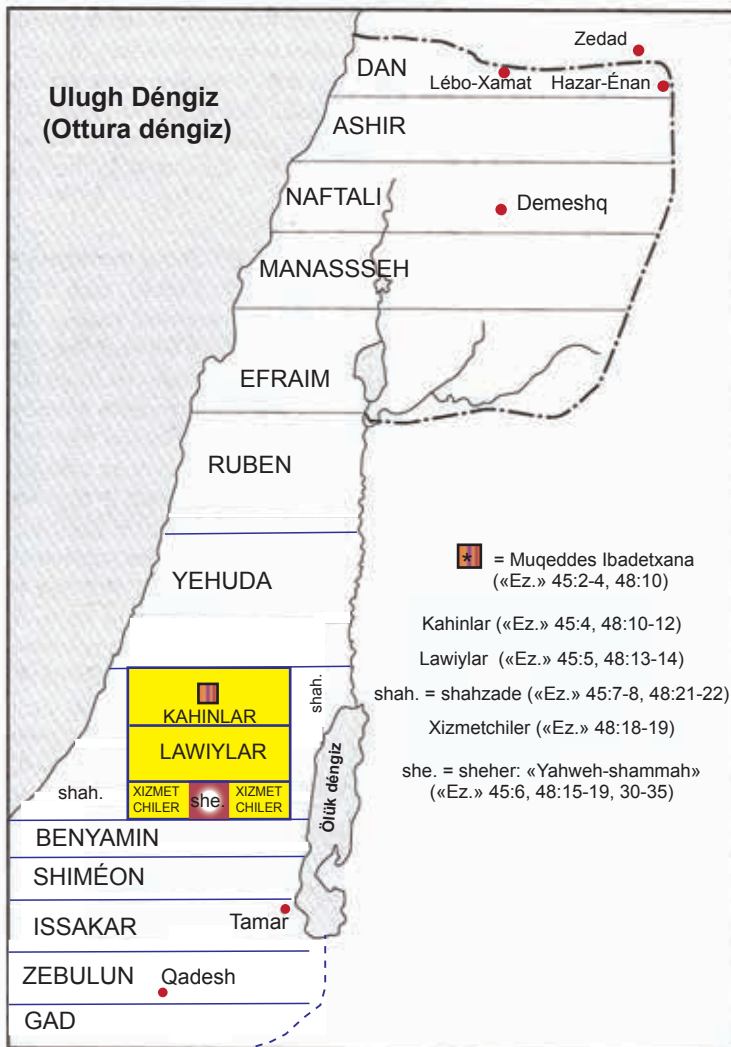 Zedad
DAN
Lébo-Xamat
Hazar-Énan
Ulugh Déngiz
(Ottura déngiz)
ASHIR
NAFTALI
Demeshq
MANASSSEH
EFRAIM
RUBEN
YEHUDA
* = Muqeddes Ibadetxana
(«Ez.» 45:2-4, 48:10)
Kahinlar («Ez.» 45:4, 48:10-12)
Lawiylar («Ez.» 45:5, 48:13-14)
shah. = shahzade («Ez.» 45:7-8, 48:21-22)
Xizmetchiler («Ez.» 48:18-19)
she. = sheher: «Yahweh-shammah»
(«Ez.» 45:6, 48:15-19, 30-35)
shah.
KAHINLAR
LAWIYLAR
shah.
XIZMET
CHILER
she.
XIZMET
CHILER
Ölük déngiz
BENYAMIN
SHIMÉON
ISSAKAR
Tamar
ZEBULUN
Qadesh
GAD